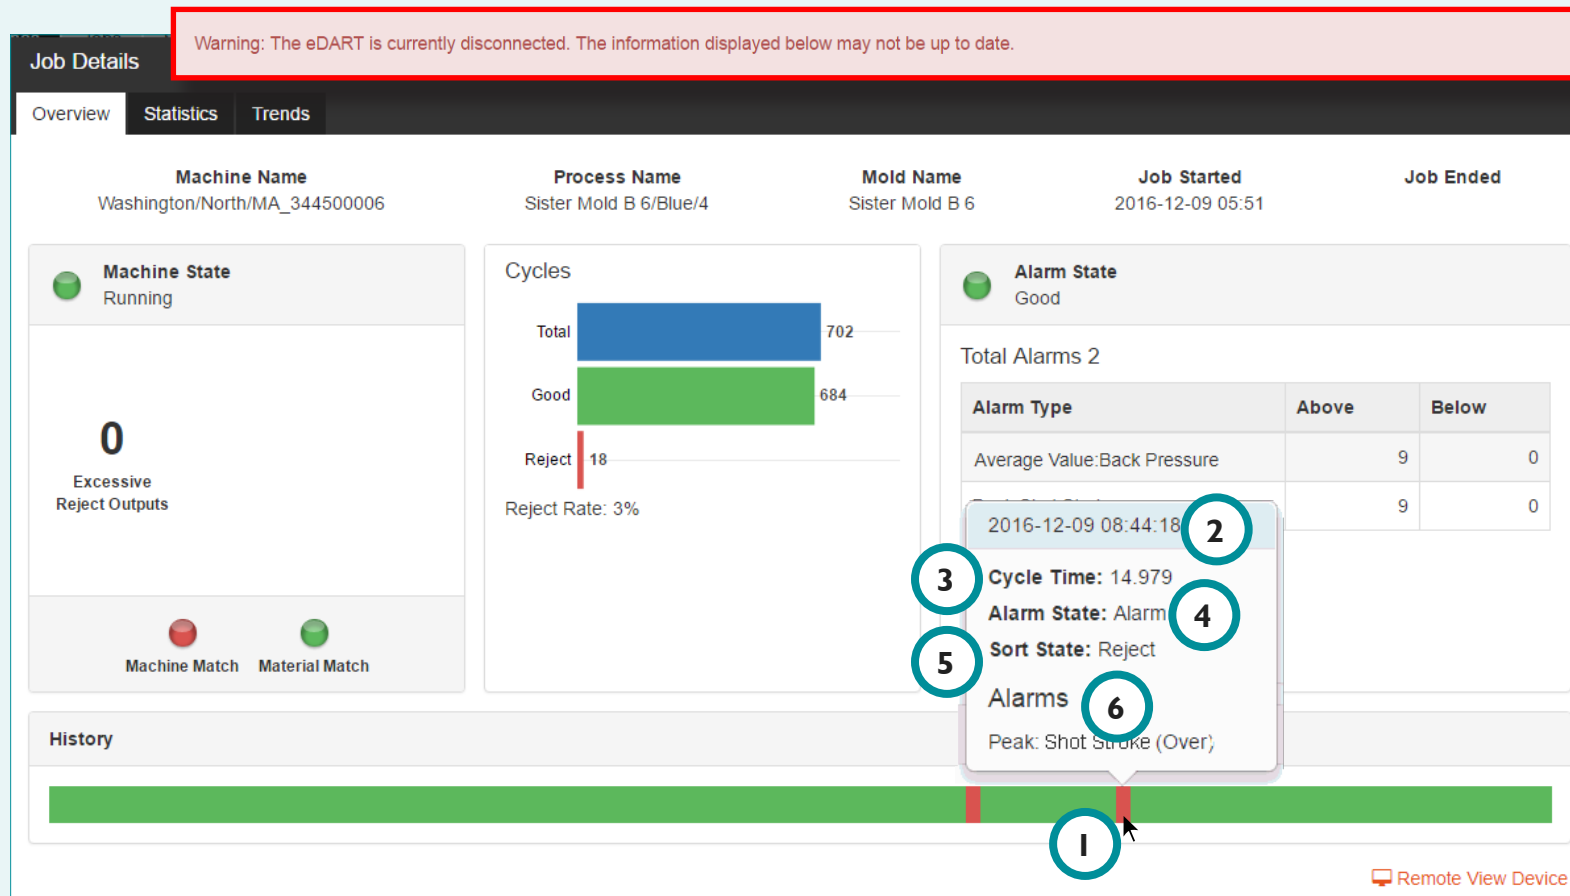 Warning: The eDART is currently disconnected. The information displayed below may not be up to date.
Job Details
Overview Statistics Trends
Machine Name Process Name Mold Name Job Started Job Ended
Washington/North/MA_344500006 Sister Mold B 6/Blue/4 Sister Mold B 6 2016-12-09 05:51
Machine State
Running
0
Excessive
Reject Outputs
Machine Match Material Match
Cycles
Total 702
Good 684
Reject 18
Reject Rate: 3%
Alarm State
Good
Total Alarms 2
Alarm Type Above Below
Average Value:Back Pressure 9 0
9 0
2016-12-09 08:44:18 2
3 Cycle Time: 14.979
Alarm State: Alarm 4
5 Sort State: Reject
Alarms 6
Peak: Shot Stroke (Over)
History
1
Remote View Device